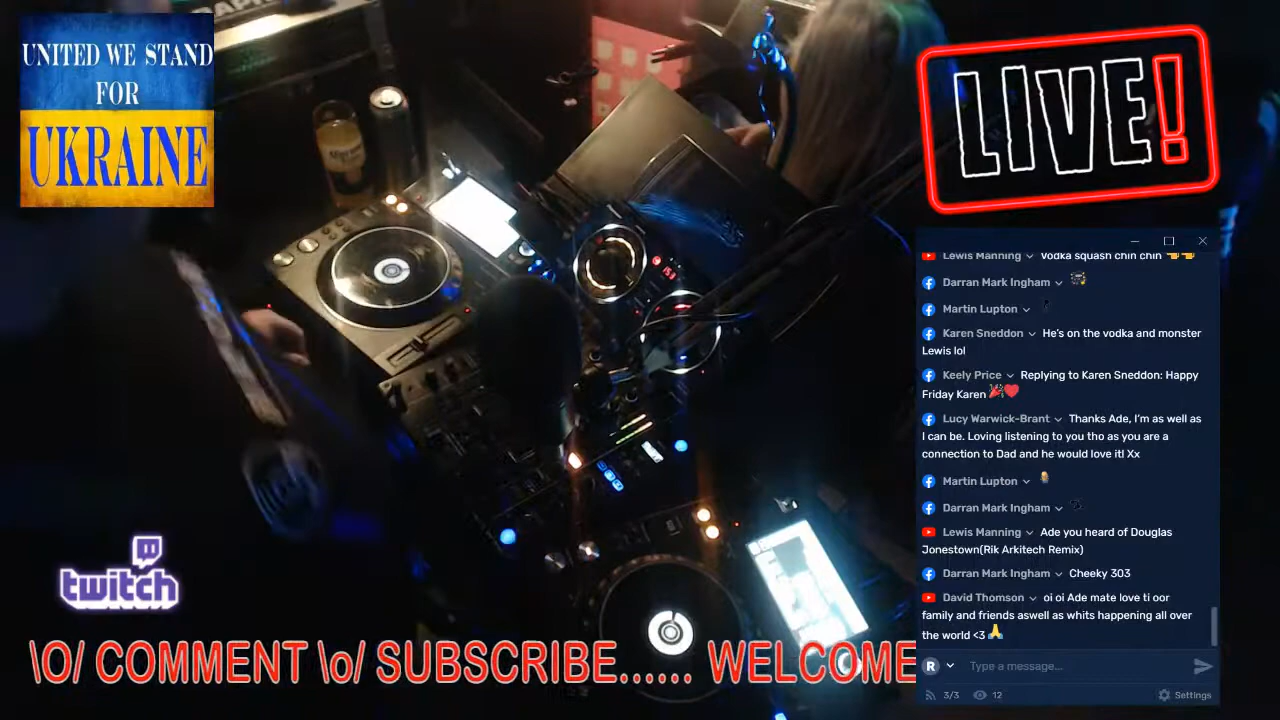 UNITED WE STAND
FOR
UKRAINE
LIVE!
Lewis Manning Vodka squash chin chin
Darran Mark Ingham
Martin Lupton
Karen Sneddon He's on the vodka and monster
Lewis lol
Keely Price Replying to Karen Sneddon: Happy
Friday Karen
Lucy Warwick-Brant Thanks Ade, I'm as well as
I can be. Loving listening to you tho as you are a
connection to Dad and he would love it! Xx
Martin Lupton
Darran Mark Ingham
Lewis Manning Ade you heard of Douglas
Jonestown(Rik Arkitech Remix)
Darran Mark Ingham Cheeky 303
David Thomson oi oi Ade mate love ti oor
family and friends aswell as whits happening all over
the world <3
R Type a message...
3/3 12 Settings
twitch
\O/ COMMENT \o/ SUBSCRIBE...... WELCOME